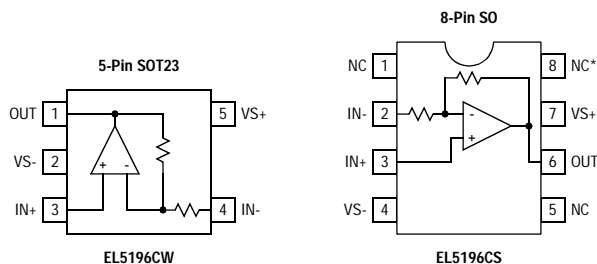 5-Pin SOT23
OUT 1
5 VS+
VS- 2
IN+ 3
+ -
4 IN-
EL5196CW
8-Pin SO
NC 1
8 NC*
IN- 2
-
7 VS+
+
IN+ 3
6 OUT
VS- 4
5 NC
EL5196CS